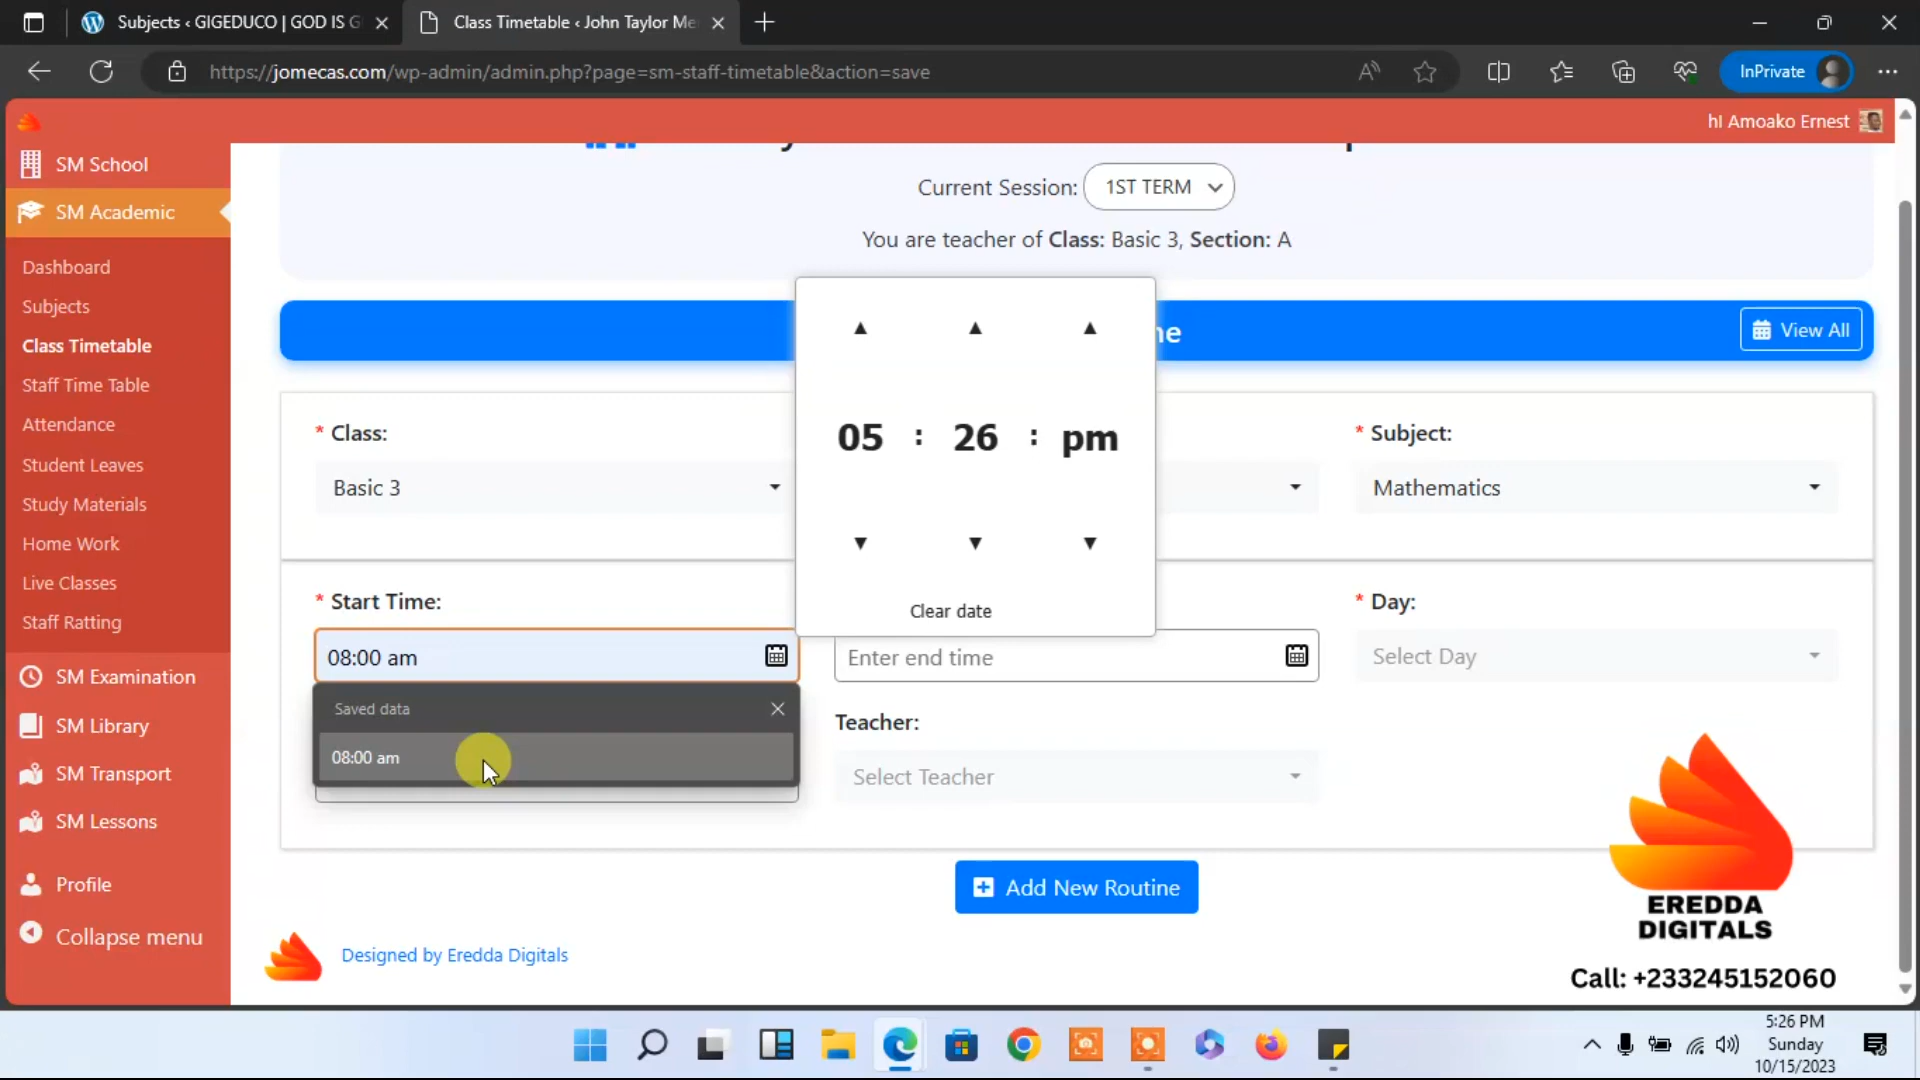 Subjects ‹ GIGEDUCO | GOD IS G
Class Timetable ‹ John Taylor Me
https://jomecas.com/wp-admin/admin.php?page=sm-staff-timetable&action=save
InPrivate
hI Amoako Ernest
SM School
SM Academic
Dashboard
Subjects
Class Timetable
Staff Time Table
Attendance
Student Leaves
Study Materials
Home Work
Live Classes
Staff Ratting
SM Examination
SM Library
SM Transport
SM Lessons
Profile
Collapse menu
Current Session: 1ST TERM
You are teacher of Class: Basic 3, Section: A
View All
05 : 26 : pm
Clear date
* Class:
Basic 3
* Subject:
Mathematics
* Start Time:
08:00 am
Enter end time
* Day:
Select Day
Saved data
08:00 am
Teacher:
Select Teacher
Add New Routine
Designed by Eredda Digitals
EREDDA
DIGITALS
Call: +233245152060
5:26 PM
Sunday
10/15/2023